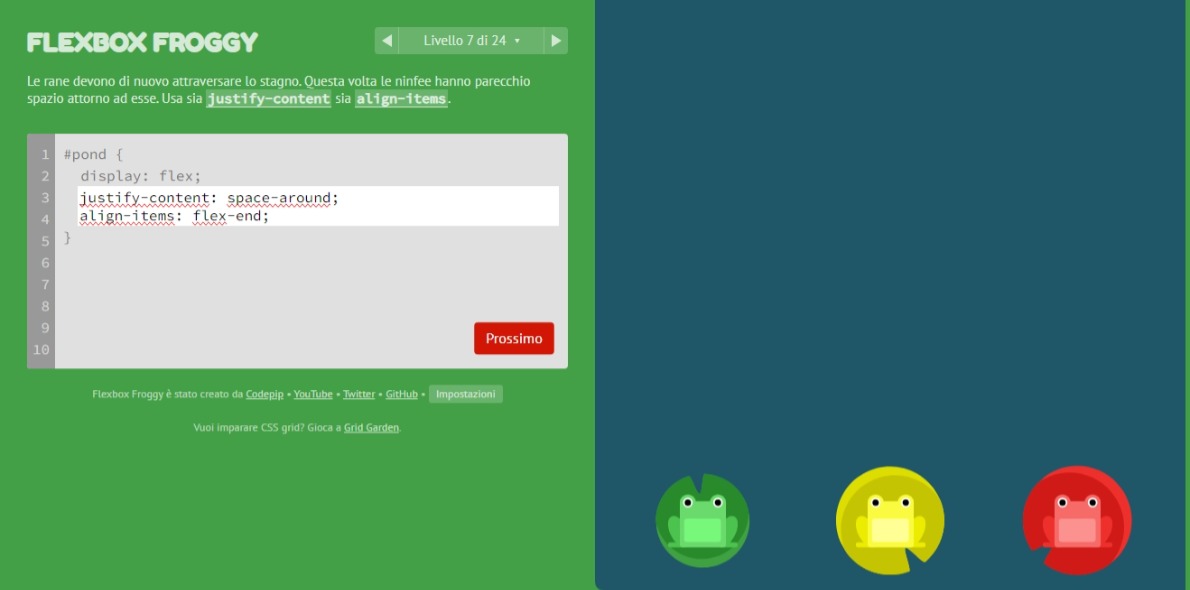 FLEXBOX FROGGY
◀ Livello 7 di 24 ▾ ▶
Le rane devono di nuovo attraversare lo stagno. Questa volta le ninfee hanno parecchio
spazio attorno ad esse. Usa sia justify-content sia align-items.
1 #pond {
2 display: flex;
3 justify-content: space-around;
4 align-items: flex-end;
5 }
6
7
8
9
10
Prossimo
Flexbox Froggy è stato creato da Codepip • YouTube • Twitter • GitHub • Impostazioni
Vuoi imparare CSS grid? Gioca a Grid Garden.